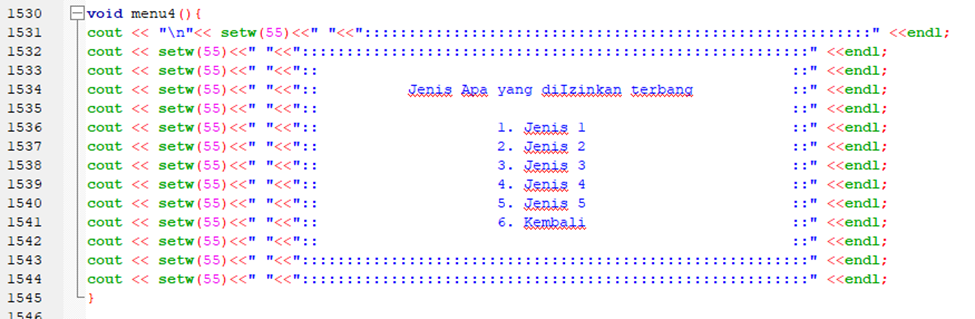 1530 void menu4(){
1531 cout << "\n"<< setw(55)<<" "<<":::::::::::::::::::::::::::::::::::::::::::::::::::::::::" <<endl;
1532 cout << setw(55)<<" "<<":::::::::::::::::::::::::::::::::::::::::::::::::::::::::" <<endl;
1533 cout << setw(55)<<" "<<"::                                                     ::" <<endl;
1534 cout << setw(55)<<" "<<"::          Jenis Apa yang diIzinkan terbang           ::" <<endl;
1535 cout << setw(55)<<" "<<"::                                                     ::" <<endl;
1536 cout << setw(55)<<" "<<"::                    1. Jenis 1                       ::" <<endl;
1537 cout << setw(55)<<" "<<"::                    2. Jenis 2                       ::" <<endl;
1538 cout << setw(55)<<" "<<"::                    3. Jenis 3                       ::" <<endl;
1539 cout << setw(55)<<" "<<"::                    4. Jenis 4                       ::" <<endl;
1540 cout << setw(55)<<" "<<"::                    5. Jenis 5                       ::" <<endl;
1541 cout << setw(55)<<" "<<"::                    6. Kembali                       ::" <<endl;
1542 cout << setw(55)<<" "<<"::                                                     ::" <<endl;
1543 cout << setw(55)<<" "<<":::::::::::::::::::::::::::::::::::::::::::::::::::::::::" <<endl;
1544 cout << setw(55)<<" "<<":::::::::::::::::::::::::::::::::::::::::::::::::::::::::" <<endl;
1545 }
1546